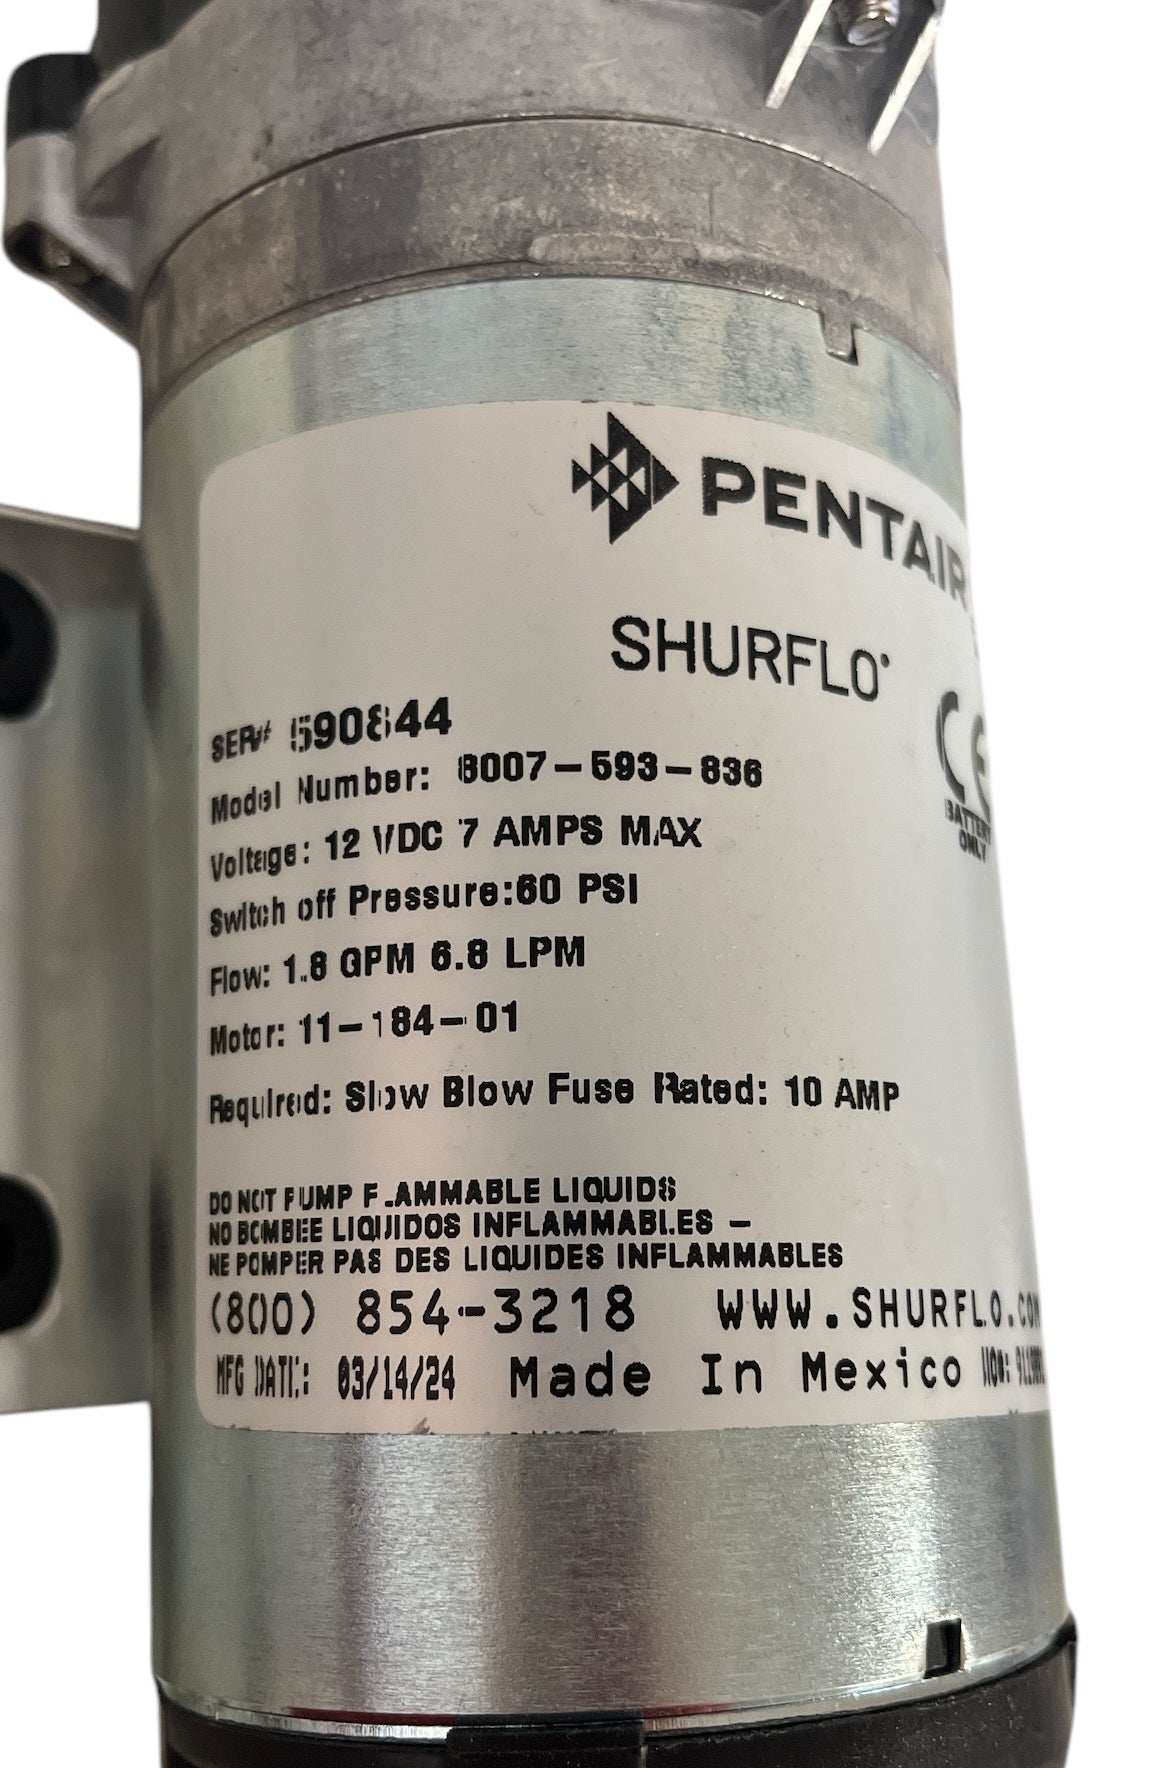 PENTAIR
SHURFLO
SER# 590844
Model Number: 8007-593-836
Voltage: 12 VDC 7 AMPS MAX
Switch off Pressure:60 PSI
Flow: 1.8 GPM 6.8 LPM
Motor: 11-184-01
Required: Slow Blow Fuse Rated: 10 AMP
CE
BATTERY
ONLY
DO NOT PUMP FLAMMABLE LIQUIDS
NO BOMBEE LIQUIDOS INFLAMMABLES -
NE POMPER PAS DES LIQUIDES INFLAMMABLES
(800) 854-3218 WWW.SHURFLO.COM
MFG DATE: 03/14/24 Made In Mexico